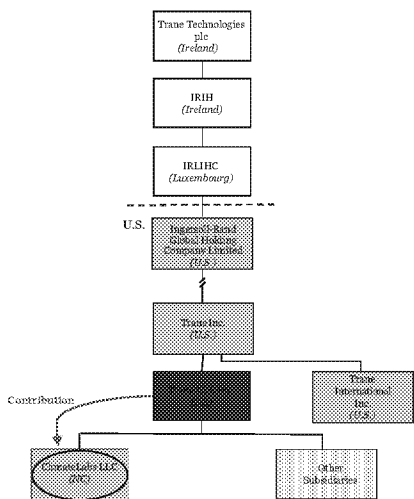 Trane Technologies
plc
(Ireland)
IRIH
(Ireland)
IRLIHC
(Luxembourg)
U.S.
Ingersoll-Rand
Global Holding
Company Limited
(U.S.)
Trane Inc.
(U.S.)
Contribution
Trane
International
Inc.
(U.S.)
ClimateLabs LLC
(NC)
Other
Subsidiaries